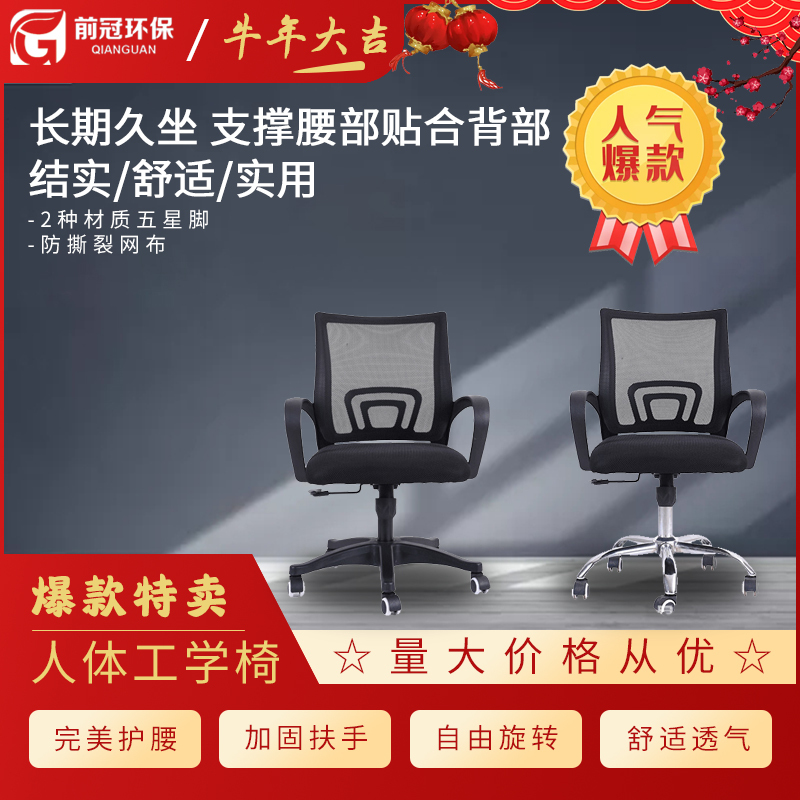 前冠环保
QIANGUAN
/牛年大吉
长期久坐 支撑腰部贴合背部
结实/舒适/实用
-2种材质五星脚
-防撕裂网布
人气
爆款
爆款特卖
人体工学椅
☆量大价格从优☆
完美护腰
加固扶手
自由旋转
舒适透气